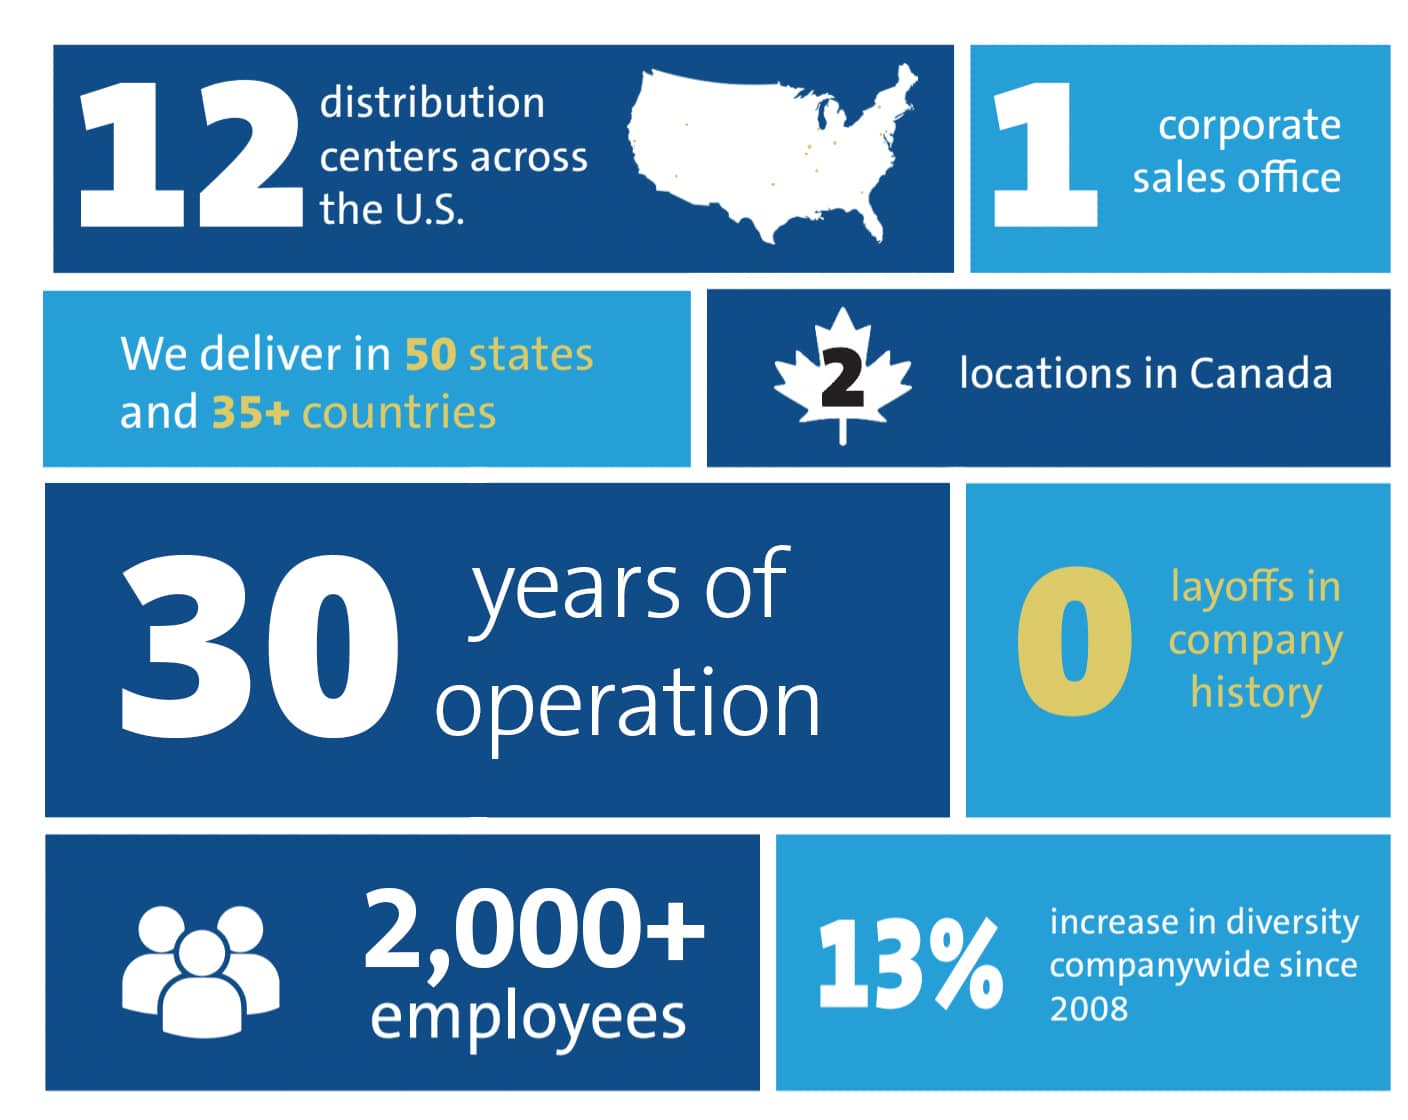 12
distribution
centers across
the U.S.
1
corporate
sales office
We deliver in 50 states
and 35+ countries
2
locations in Canada
30
years of
operation
0
layoffs in
company
history
2,000+
employees
13%
increase in diversity
companywide since
2008